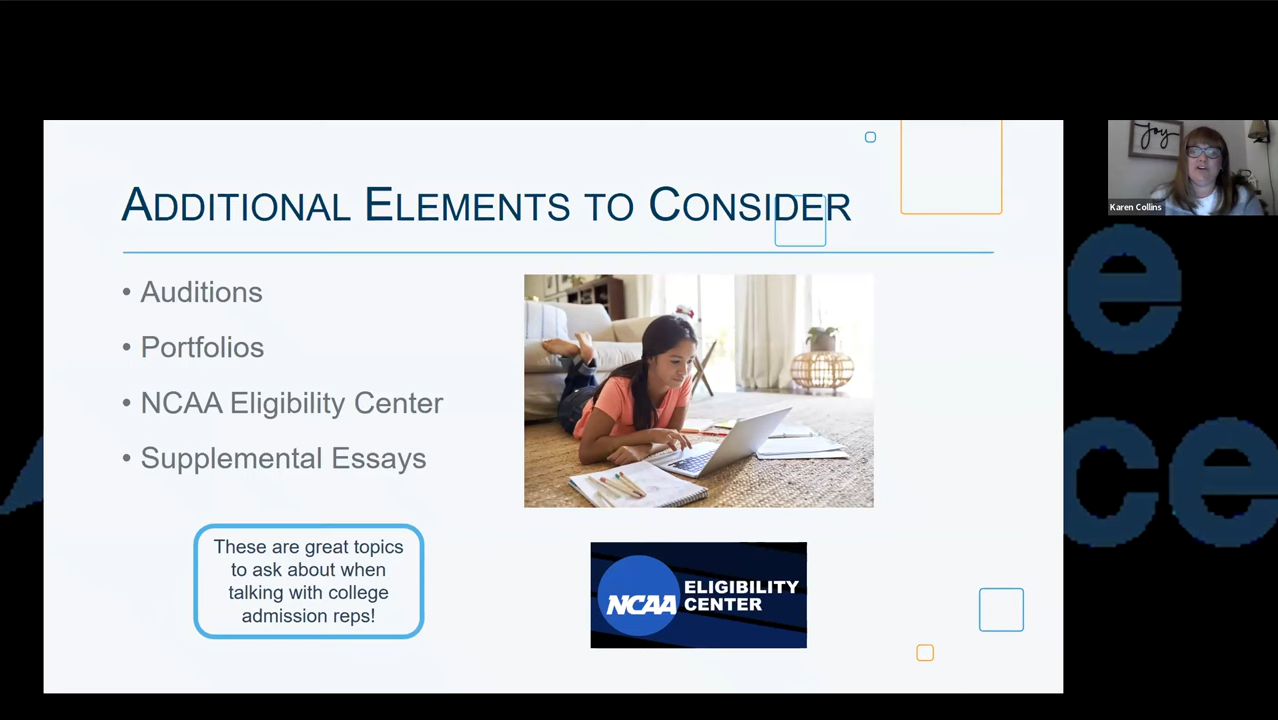 ADDITIONAL ELEMENTS TO CONSIDER
• Auditions
• Portfolios
• NCAA Eligibility Center
• Supplemental Essays
These are great topics
to ask about when
talking with college
admission reps!
NCAA
ELIGIBILITY
CENTER
Joy
Karen Collins
e
ce